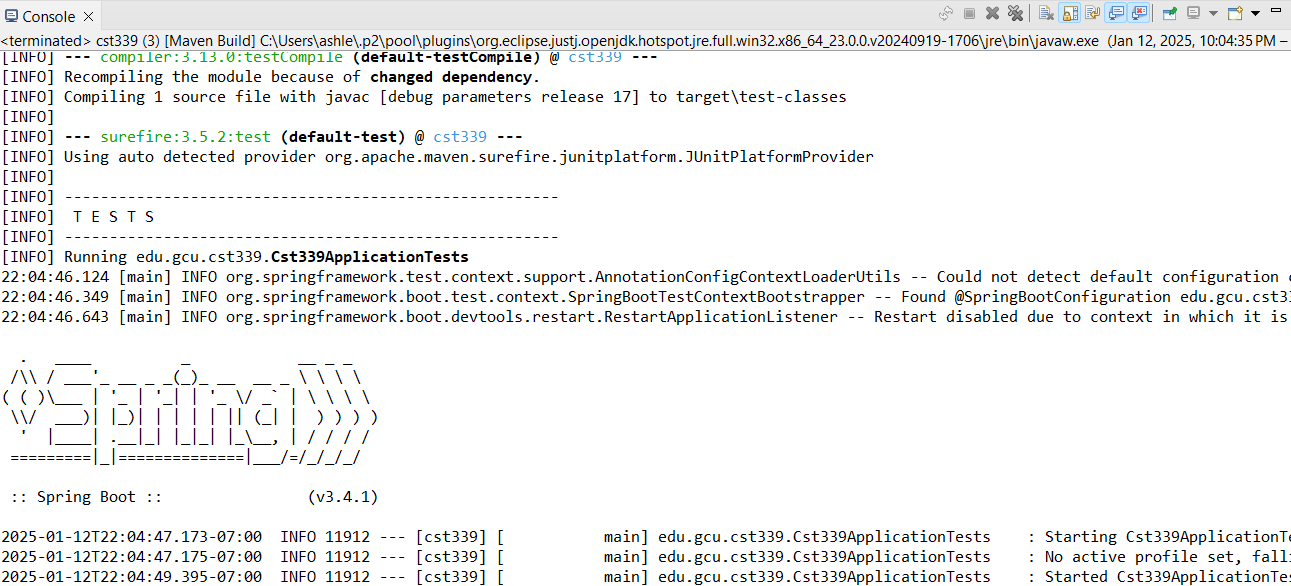 Console
<terminated> cst339 (3) [Maven Build] C:\Users\ashle\.p2\pool\plugins\org.eclipse.justj.openjdk.hotspot.jre.full.win32.x86_64_23.0.0.v20240919-1706\jre\bin\javaw.exe (Jan 12, 2025, 10:04:35 PM –
[INFO] --- compiler:3.13.0:testCompile (default-testCompile) @ cst339 ---
[INFO] Recompiling the module because of changed dependency.
[INFO] Compiling 1 source file with javac [debug parameters release 17] to target\test-classes
[INFO]
[INFO] --- surefire:3.5.2:test (default-test) @ cst339 ---
[INFO] Using auto detected provider org.apache.maven.surefire.junitplatform.JUnitPlatformProvider
[INFO]
[INFO] -------------------------------------------------------
[INFO]  T E S T S
[INFO] -------------------------------------------------------
[INFO] Running edu.gcu.cst339.Cst339ApplicationTests
22:04:46.124 [main] INFO org.springframework.test.context.support.AnnotationConfigContextLoaderUtils -- Could not detect default configuration
22:04:46.349 [main] INFO org.springframework.boot.test.context.SpringBootTestContextBootstrapper -- Found @SpringBootConfiguration edu.gcu.cst3
22:04:46.643 [main] INFO org.springframework.boot.devtools.restart.RestartApplicationListener -- Restart disabled due to context in which it is
  .   ____          _            __ _ _
 /\\ / ___'_ __ _ _(_)_ __  __ _ \ \ \ \
( ( )\___ | '_ | '_| | '_ \/ _` | \ \ \ \
 \\/  ___)| |_)| | | | | || (_| |  ) ) ) )
  '  |____| .__|_| |_|_| |_\__, | / / / /
 =========|_|==============|___/=/_/_/_/
 :: Spring Boot ::                (v3.4.1)
2025-01-12T22:04:47.173-07:00  INFO 11912 --- [cst339] [           main] edu.gcu.cst339.Cst339ApplicationTests    : Starting Cst339ApplicationTe
2025-01-12T22:04:47.175-07:00  INFO 11912 --- [cst339] [           main] edu.gcu.cst339.Cst339ApplicationTests    : No active profile set, falli
2025-01-12T22:04:49.395-07:00  INFO 11912 --- [cst339] [           main] edu.gcu.cst339.Cst339ApplicationTests    : Started Cst339ApplicationTes